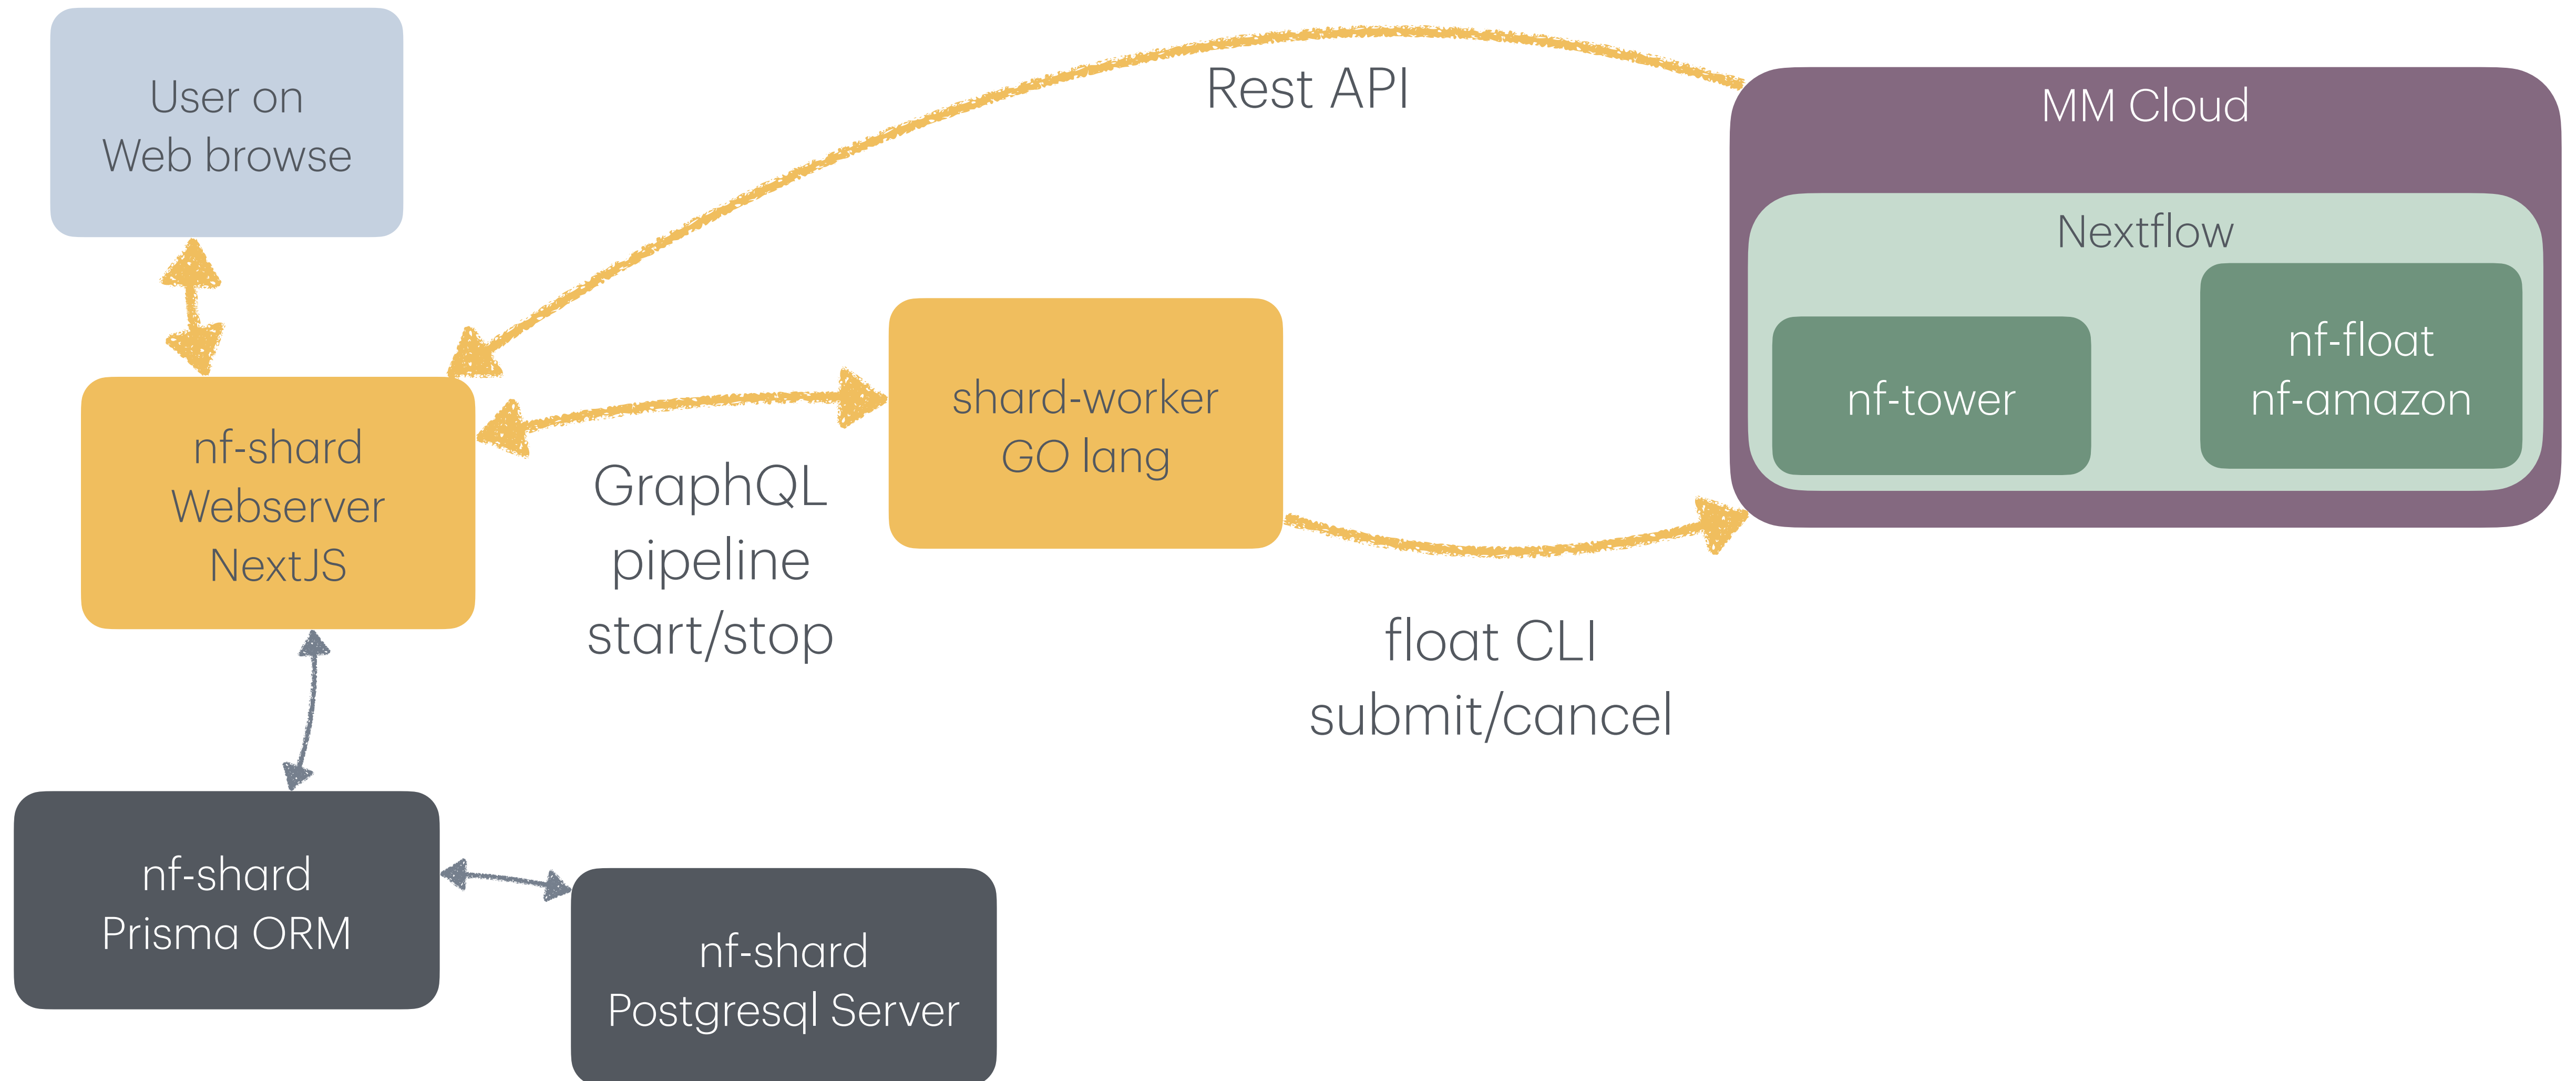 User on
Web browse
Rest API
MM Cloud
Nextflow
nf-tower
nf-float
nf-amazon
shard-worker
GO lang
nf-shard
Webserver
NextJS
GraphQL
pipeline
start/stop
float CLI
submit/cancel
nf-shard
Prisma ORM
nf-shard
Postgresql Server